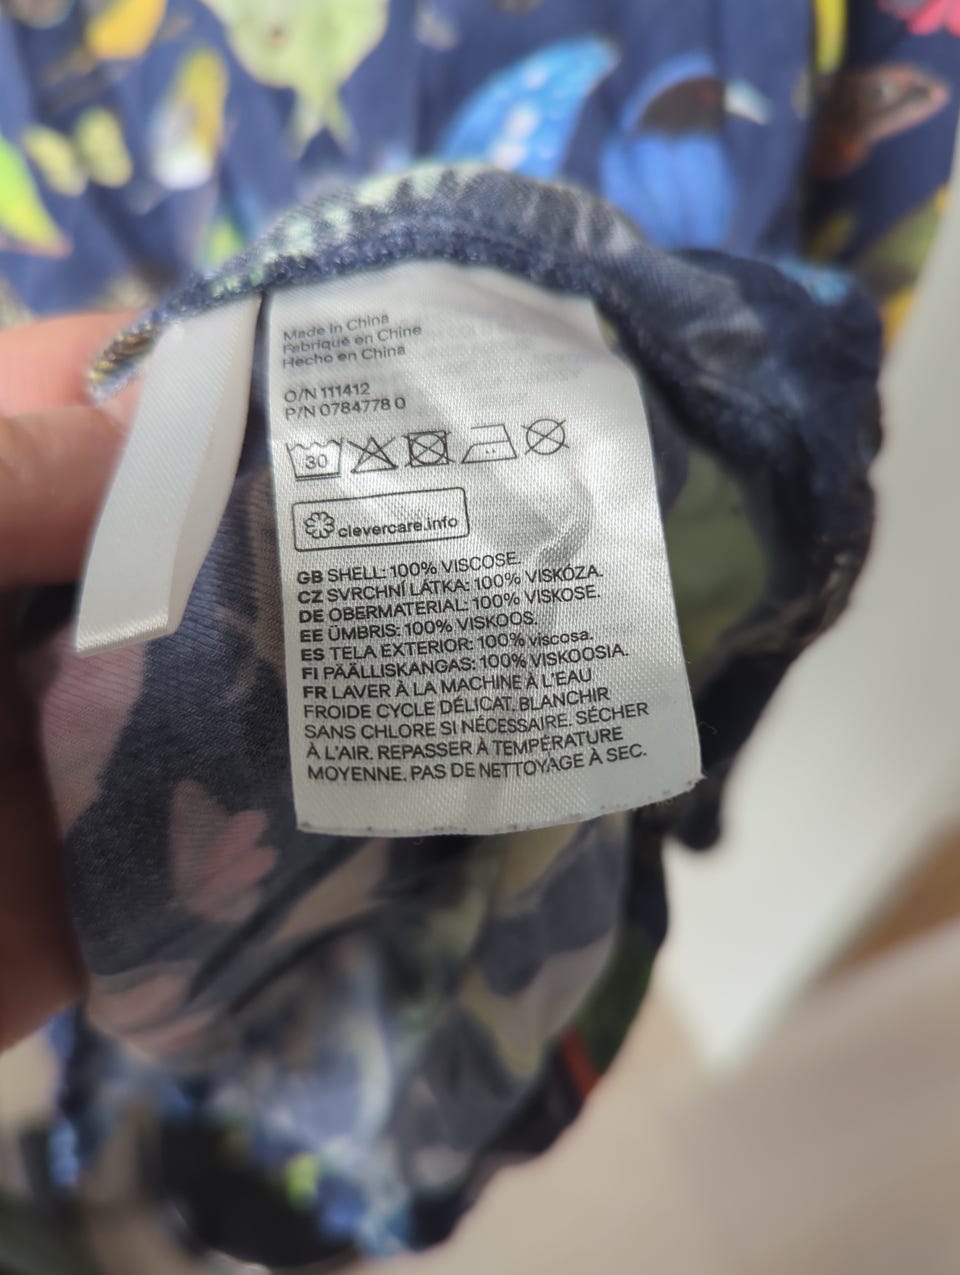 Made in China
Fabriqué en Chine
Hecho en China
O/N 111412
P/N 0784778 0
30
clevercare.info
GB SHELL: 100% VISCOSE.
CZ SVRCHNÍ LÁTKA: 100% VISKÓZA.
DE OBERMATERIAL: 100% VISKOSE.
EE ÜMBRIS: 100% VISKOOS.
ES TELA EXTERIOR: 100% viscosa.
FI PÄÄLLISKANGAS: 100% VISKOOSIA.
FR LAVER À LA MACHINE À L'EAU
FROIDE CYCLE DÉLICAT. BLANCHIR
SANS CHLORE SI NÉCESSAIRE. SÉCHER
À L'AIR. REPASSER À TEMPÉRATURE
MOYENNE. PAS DE NETTOYAGE À SEC.